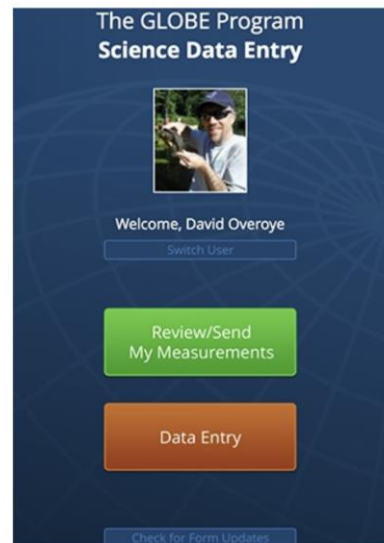 The GLOBE Program
Science Data Entry
Welcome, David Overoye
Switch User
Review/Send
My Measurements
Data Entry
Check for Form Updates